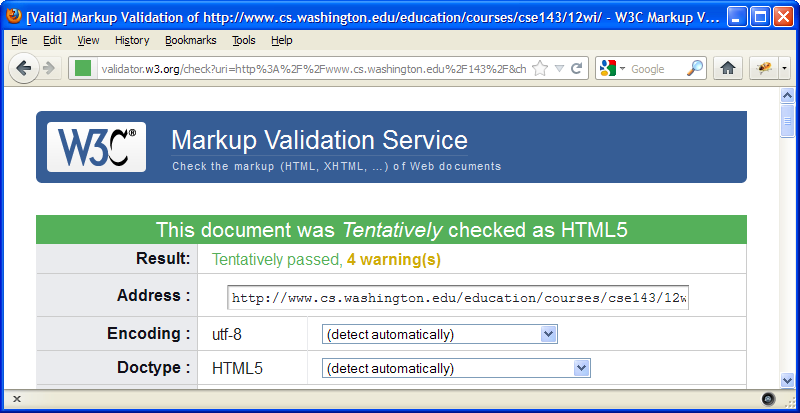 [Valid] Markup Validation of http://www.cs.washington.edu/education/courses/cse143/12wi/ - W3C Markup V...
File Edit View History Bookmarks Tools Help
validator.w3.org/check?uri=http%3A%2F%2Fwww.cs.washington.edu%2F143%2F&ch Google
W3C® Markup Validation Service
Check the markup (HTML, XHTML, …) of Web documents
This document was Tentatively checked as HTML5
Result: Tentatively passed, 4 warning(s)
Address : http://www.cs.washington.edu/education/courses/cse143/12w
Encoding : utf-8 (detect automatically)
Doctype : HTML5 (detect automatically)